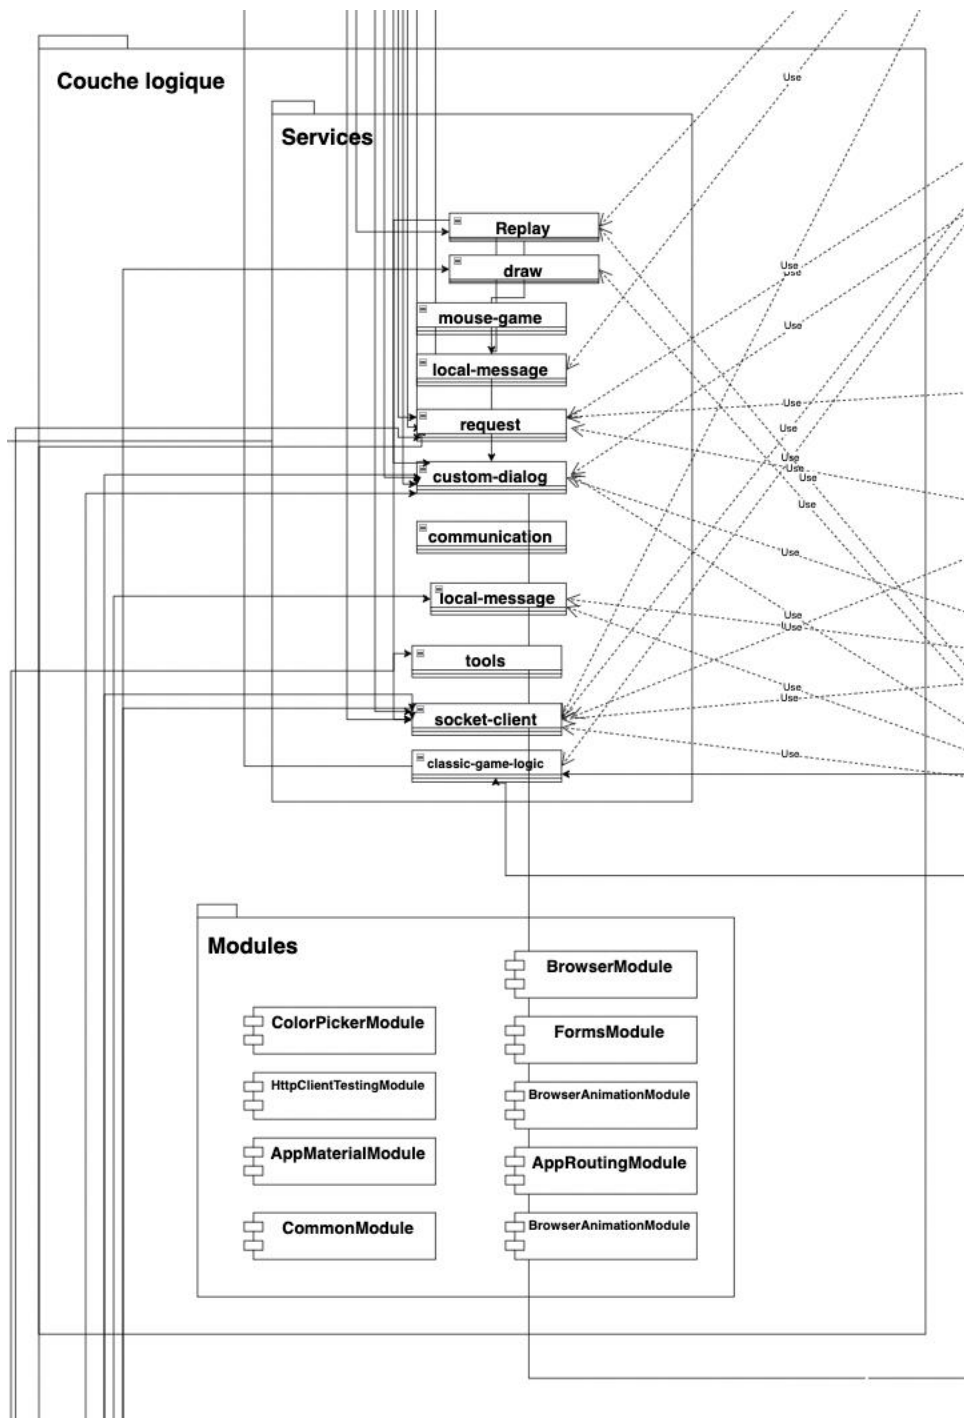 Couche logique
Use
Services
Replay
Use
Use
draw
mouse-game
Use
local-message
Use
request
Use
Use
Use
custom-dialog
Use
Use
communication
Use
local-message
Use
Use
tools
Use
Use
socket-client
Use
classic-game-logic
Modules
BrowserModule
ColorPickerModule
FormsModule
HttpClientTestingModule
BrowserAnimationModule
AppMaterialModule
AppRoutingModule
CommonModule
BrowserAnimationModule